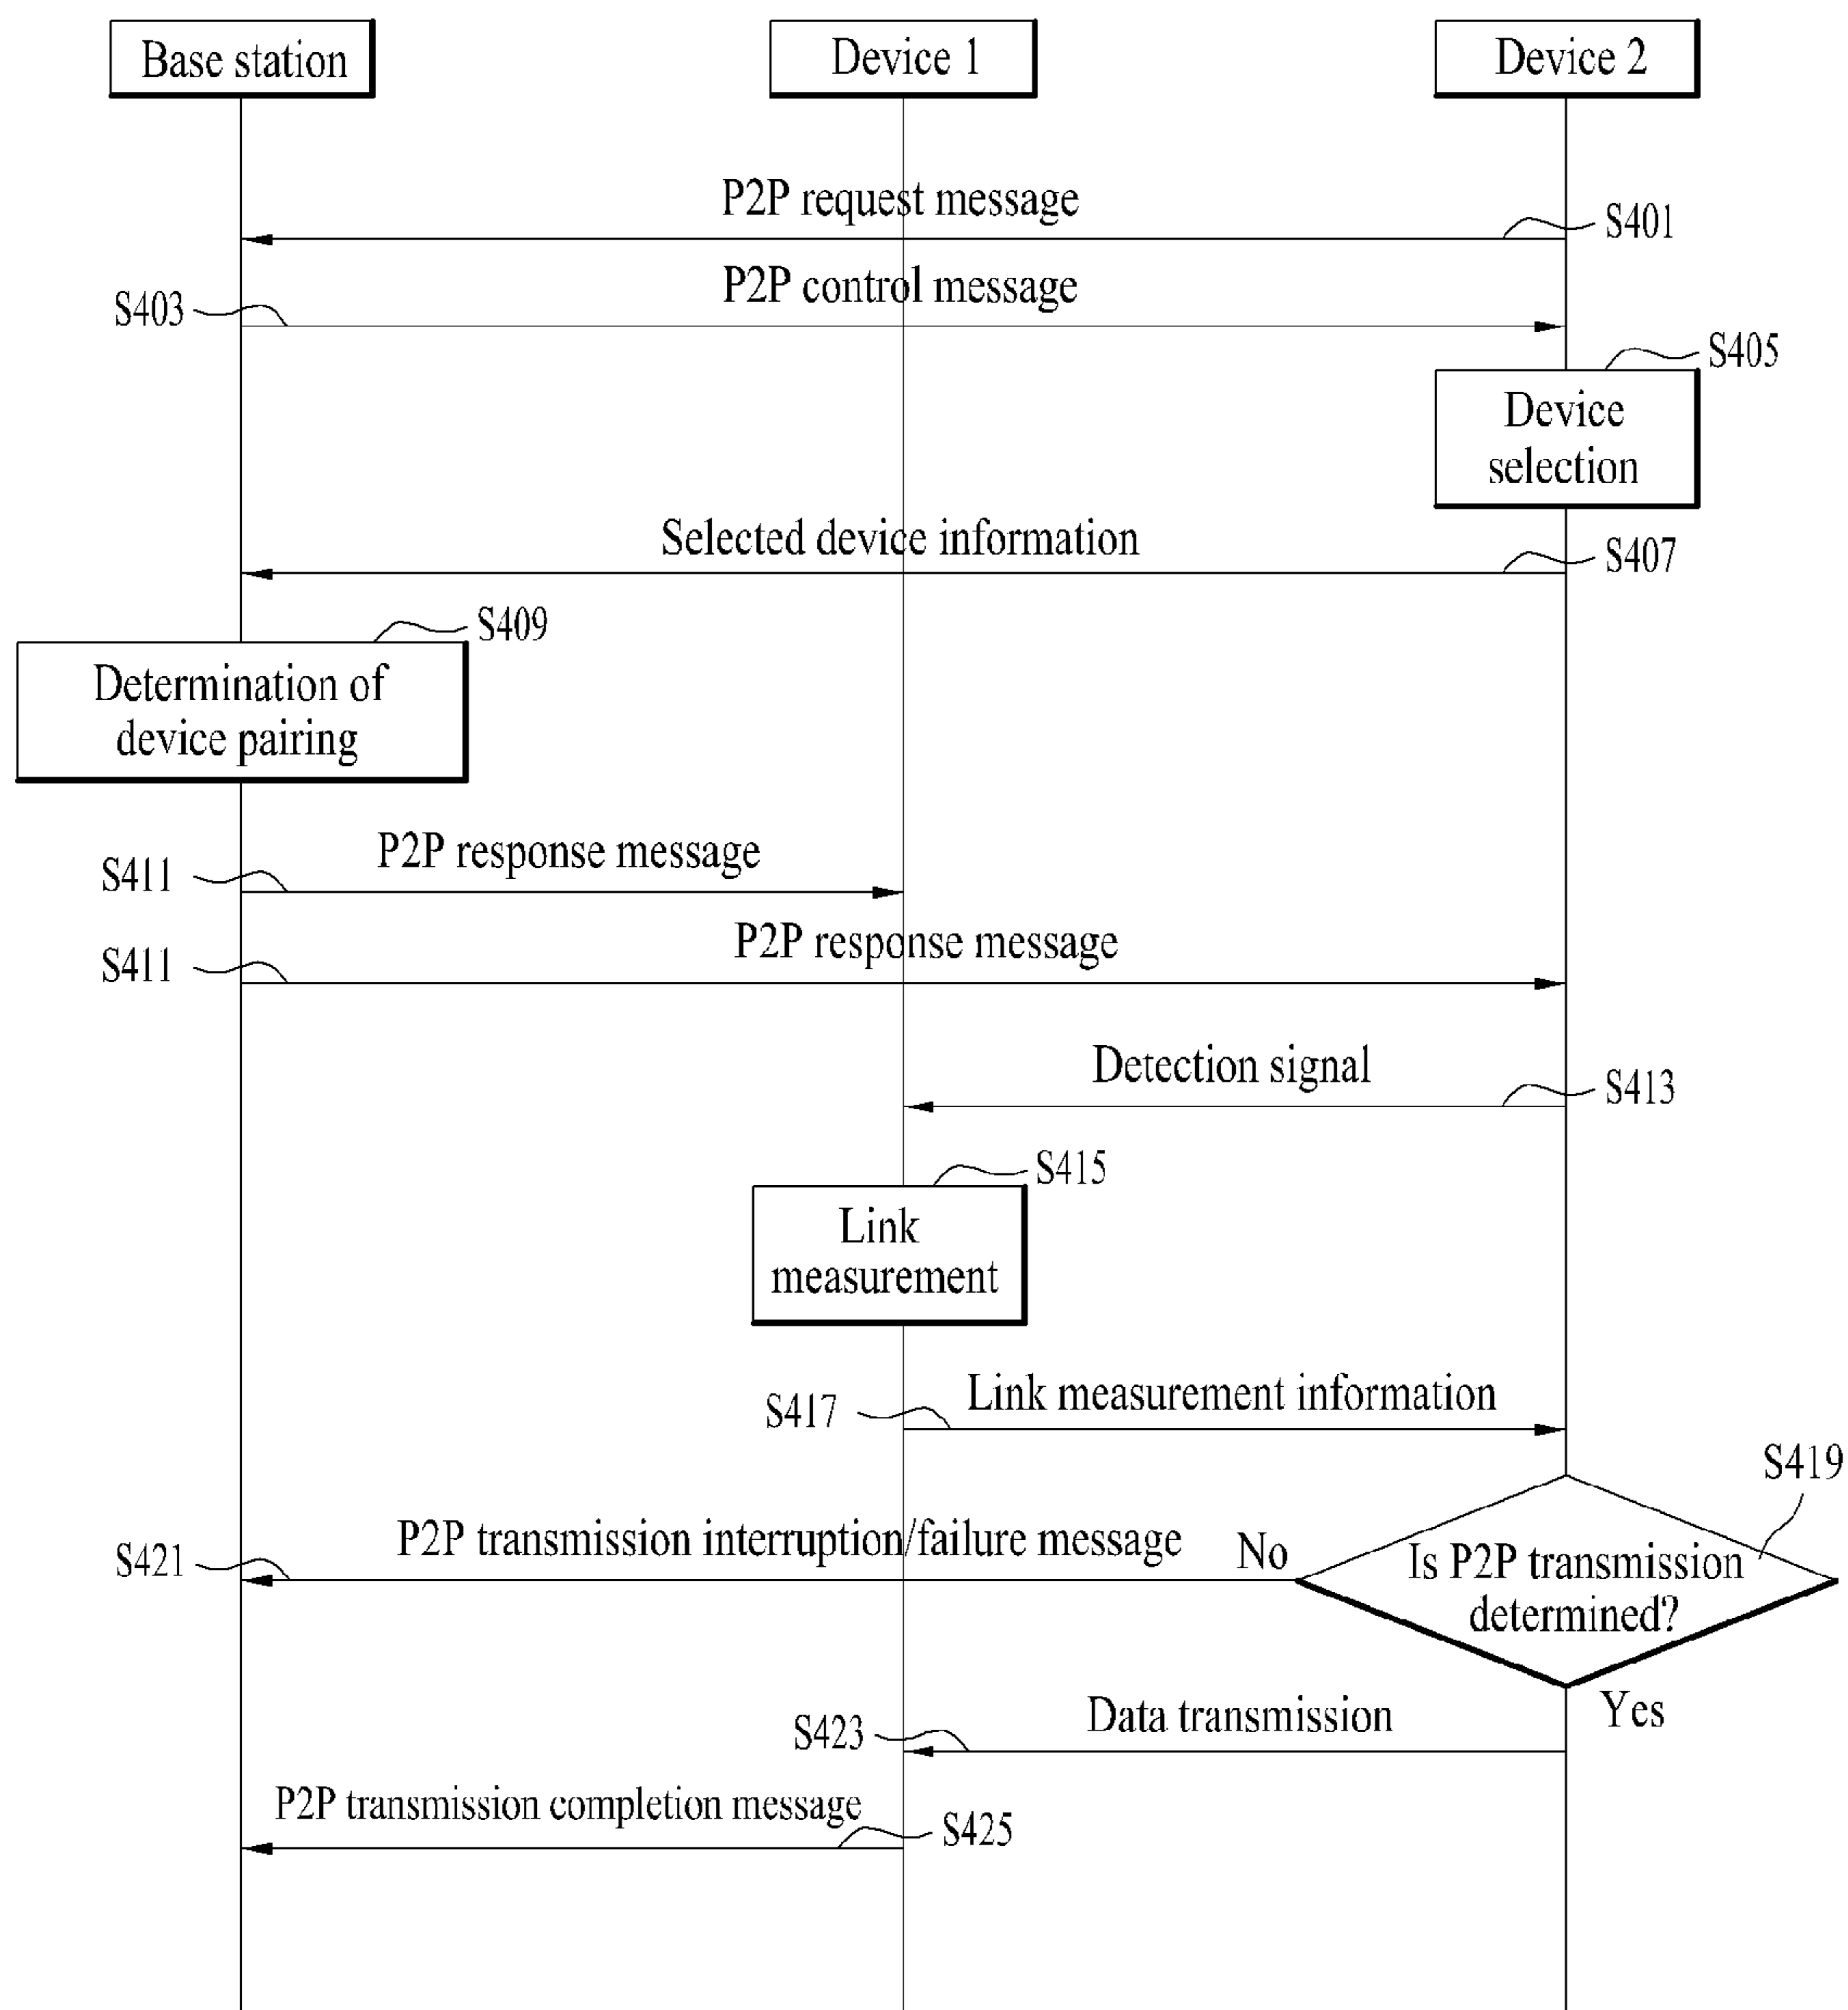 Base station
Device 1
Device 2
P2P request message
S401
P2P control message
S403
S405
Device
selection
Selected device information
S407
S409
Determination of
device pairing
P2P response message
S411
P2P response message
S411
Detection signal
S413
S415
Link
measurement
Link measurement information
S417
S419
P2P transmission interruption/failure message
No
S421
Is P2P transmission
determined?
Yes
Data transmission
S423
P2P transmission completion message
S425